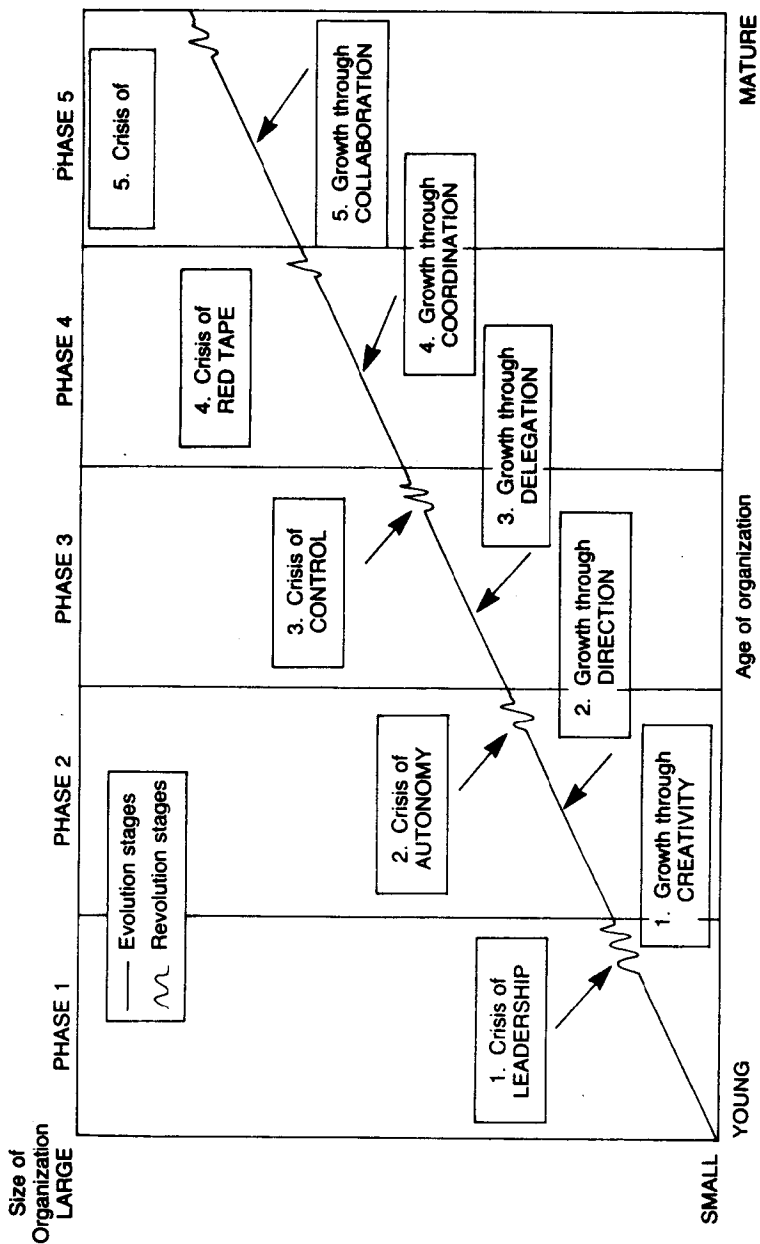 Size of
Organization
LARGE
PHASE 1
PHASE 2
PHASE 3
PHASE 4
PHASE 5
Evolution stages
Revolution stages
1. Crisis of
LEADERSHIP
2. Crisis of
AUTONOMY
3. Crisis of
CONTROL
4. Crisis of
RED TAPE
5. Crisis of
1. Growth through
CREATIVITY
2. Growth through
DIRECTION
3. Growth through
DELEGATION
4. Growth through
COORDINATION
5. Growth through
COLLABORATION
SMALL
YOUNG
Age of organization
MATURE